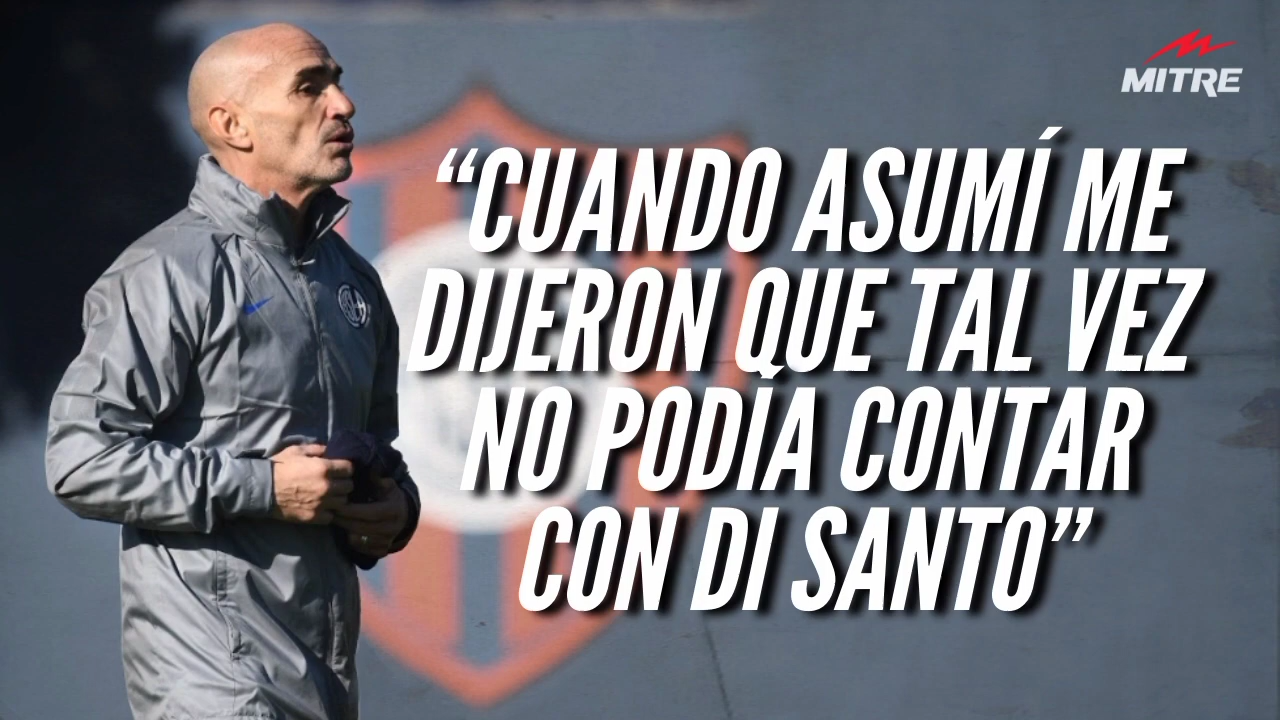 MITRE
“CUANDO ASUMÍ ME
DIJERON QUE TAL VEZ
NO PODÍA CONTAR
CON DI SANTO”